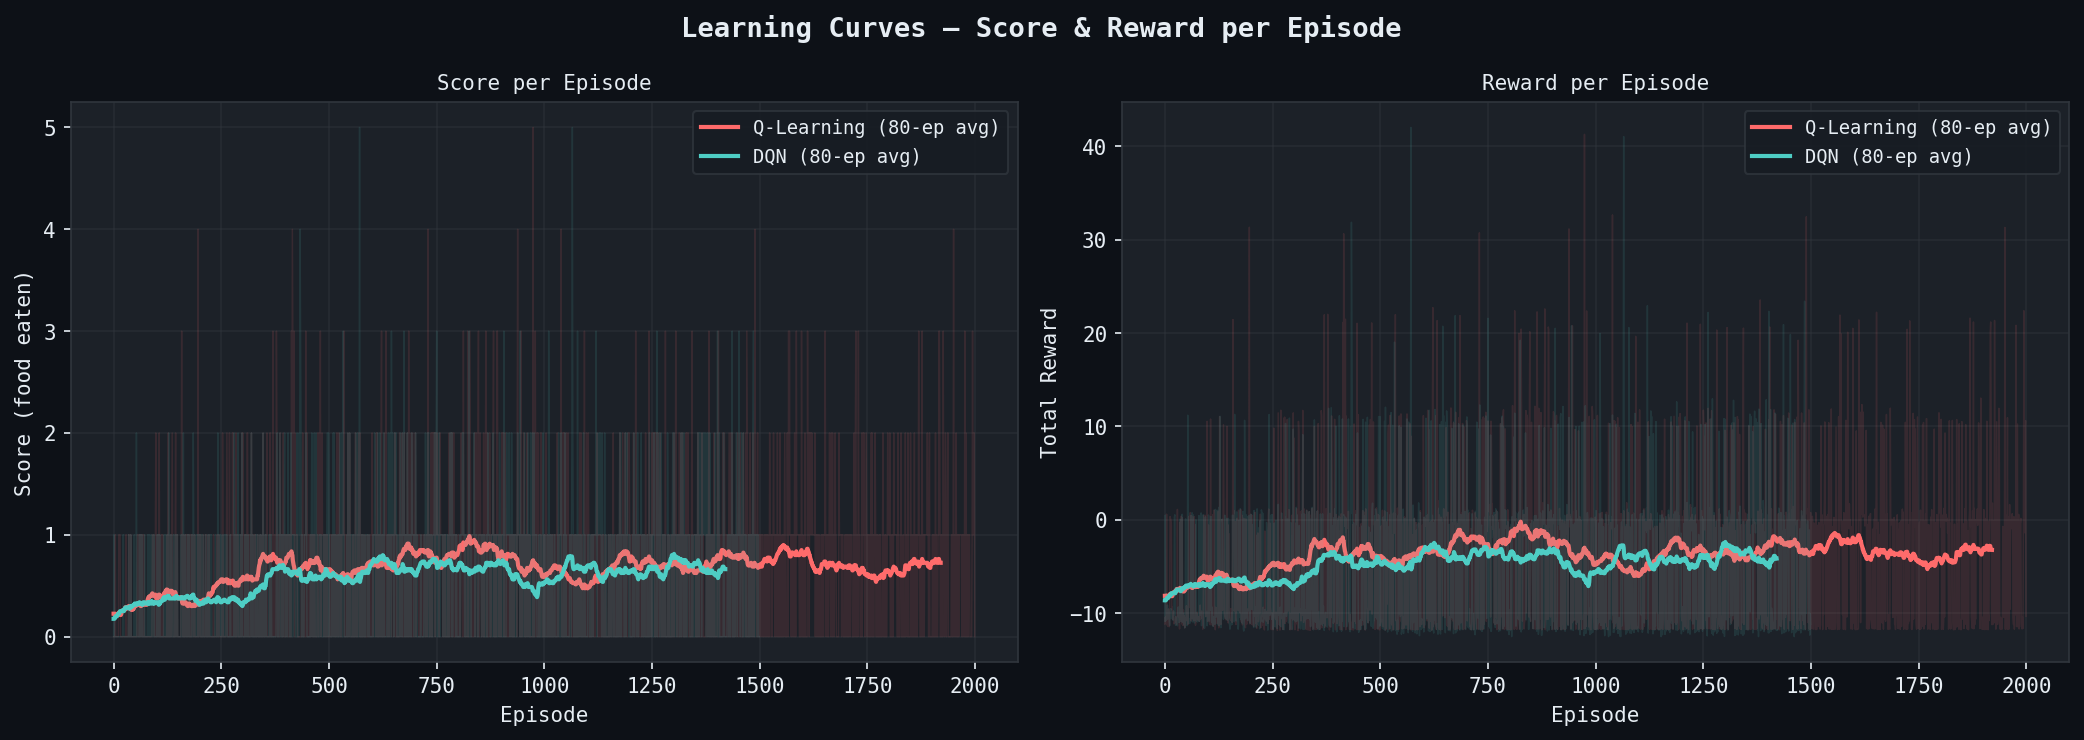 Learning Curves — Score & Reward per Episode
Score per Episode
Score (food eaten)
5
4
3
2
1
0
Q-Learning (80-ep avg)
DQN (80-ep avg)
0 250 500 750 1000 1250 1500 1750 2000
Episode
Reward per Episode
Total Reward
40
30
20
10
0
−10
Q-Learning (80-ep avg)
DQN (80-ep avg)
0 250 500 750 1000 1250 1500 1750 2000
Episode